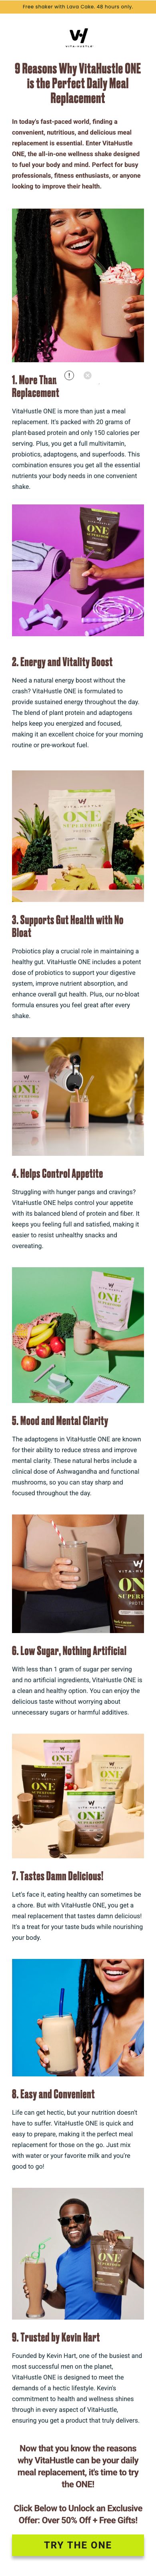 Free shaker with Lava Cake. 48 hours only.
VITA-HUSTLE
9 Reasons Why VitaHustle ONE
is the Perfect Daily Meal
Replacement
In today's fast-paced world, finding a
convenient, nutritious, and delicious meal
replacement is essential. Enter VitaHustle
ONE, the all-in-one wellness shake designed
to fuel your body and mind. Perfect for busy
professionals, fitness enthusiasts, or anyone
looking to improve their health.
1. More Than
Replacement
VitaHustle ONE is more than just a meal
replacement. It's packed with 20 grams of
plant-based protein and only 150 calories per
serving. Plus, you get a full multivitamin,
probiotics, adaptogens, and superfoods. This
combination ensures you get all the essential
nutrients your body needs in one convenient
shake.
ONE
2. Energy and Vitality Boost
Need a natural energy boost without the
crash? VitaHustle ONE is formulated to
provide sustained energy throughout the day.
The blend of plant protein and adaptogens
helps keep you energized and focused,
making it an excellent choice for your morning
routine or pre-workout fuel.
VITA-HUSTLE
ONE
SUPERFOOD
PROTEIN
3. Supports Gut Health with No
Bloat
Probiotics play a crucial role in maintaining a
healthy gut. VitaHustle ONE includes a potent
dose of probiotics to support your digestive
system, improve nutrient absorption, and
enhance overall gut health. Plus, our no-bloat
formula ensures you feel great after every
shake.
ONE
4. Helps Control Appetite
Struggling with hunger pangs and cravings?
VitaHustle ONE helps control your appetite
with its balanced blend of protein and fiber. It
keeps you feeling full and satisfied, making it
easier to resist unhealthy snacks and
overeating.
ONE
5. Mood and Mental Clarity
The adaptogens in VitaHustle ONE are known
for their ability to reduce stress and improve
mental clarity. These natural herbs include a
clinical dose of Ashwagandha and functional
mushrooms, so you can stay sharp and
focused throughout the day.
ON
6. Low Sugar, Nothing Artificial
With less than 1 gram of sugar per serving
and no artificial ingredients, VitaHustle ONE is
a clean and healthy option. You can enjoy the
delicious taste without worrying about
unnecessary sugars or harmful additives.
ONE
ONE
ONE
ONE
7. Tastes Damn Delicious!
Let's face it, eating healthy can sometimes be
a chore. But with VitaHustle ONE, you get a
meal replacement that tastes damn delicious!
It's a treat for your taste buds while nourishing
your body.
8. Easy and Convenient
Life can get hectic, but your nutrition doesn't
have to suffer. VitaHustle ONE is quick and
easy to prepare, making it the perfect meal
replacement for those on the go. Just mix
with water or your favorite milk and you're
good to go!
ONE
9. Trusted by Kevin Hart
Founded by Kevin Hart, one of the busiest and
most successful men on the planet,
VitaHustle ONE is designed to meet the
demands of a hectic lifestyle. Kevin's
commitment to health and wellness shines
through in every aspect of VitaHustle,
ensuring you get a product that truly delivers.
Now that you know the reasons
why VitaHustle can be your daily
meal replacement, it's time to try
the ONE!
Click Below to Unlock an Exclusive
Offer: Over 50% Off + Free Gifts!
TRY THE ONE